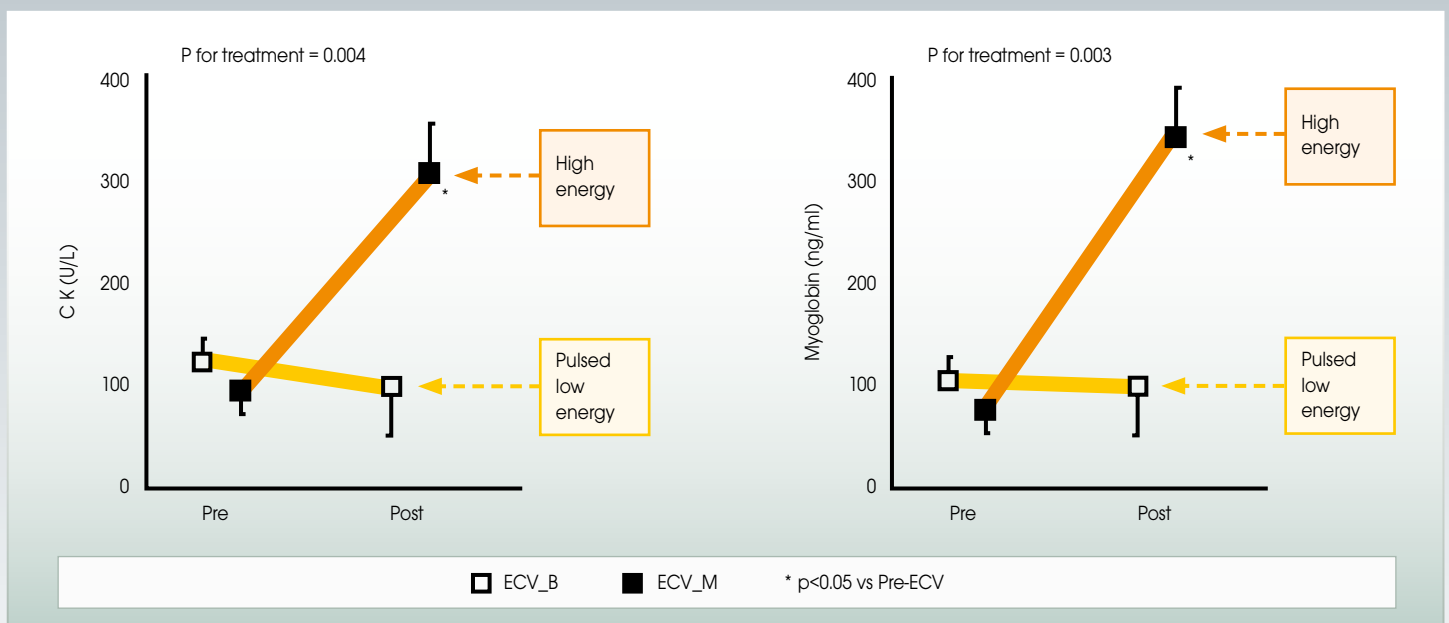 P for treatment = 0.004
400
300
200
100
0
C K (U/L)
Pre
Post
*
High
energy
Pulsed
low
energy
P for treatment = 0.003
400
300
200
100
0
Myoglobin (ng/ml)
Pre
Post
*
High
energy
Pulsed
low
energy
ECV_B
ECV_M
* p<0.05 vs Pre-ECV